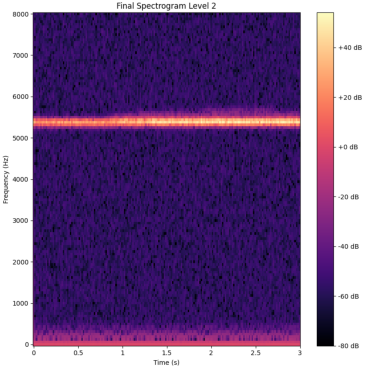 Final Spectrogram Level 2
8000
7000
6000
5000
4000
3000
2000
1000
0
Frequency (Hz)
0
0.5
1
1.5
2
2.5
3
Time (s)
+40 dB
+20 dB
+0 dB
-20 dB
-40 dB
-60 dB
-80 dB